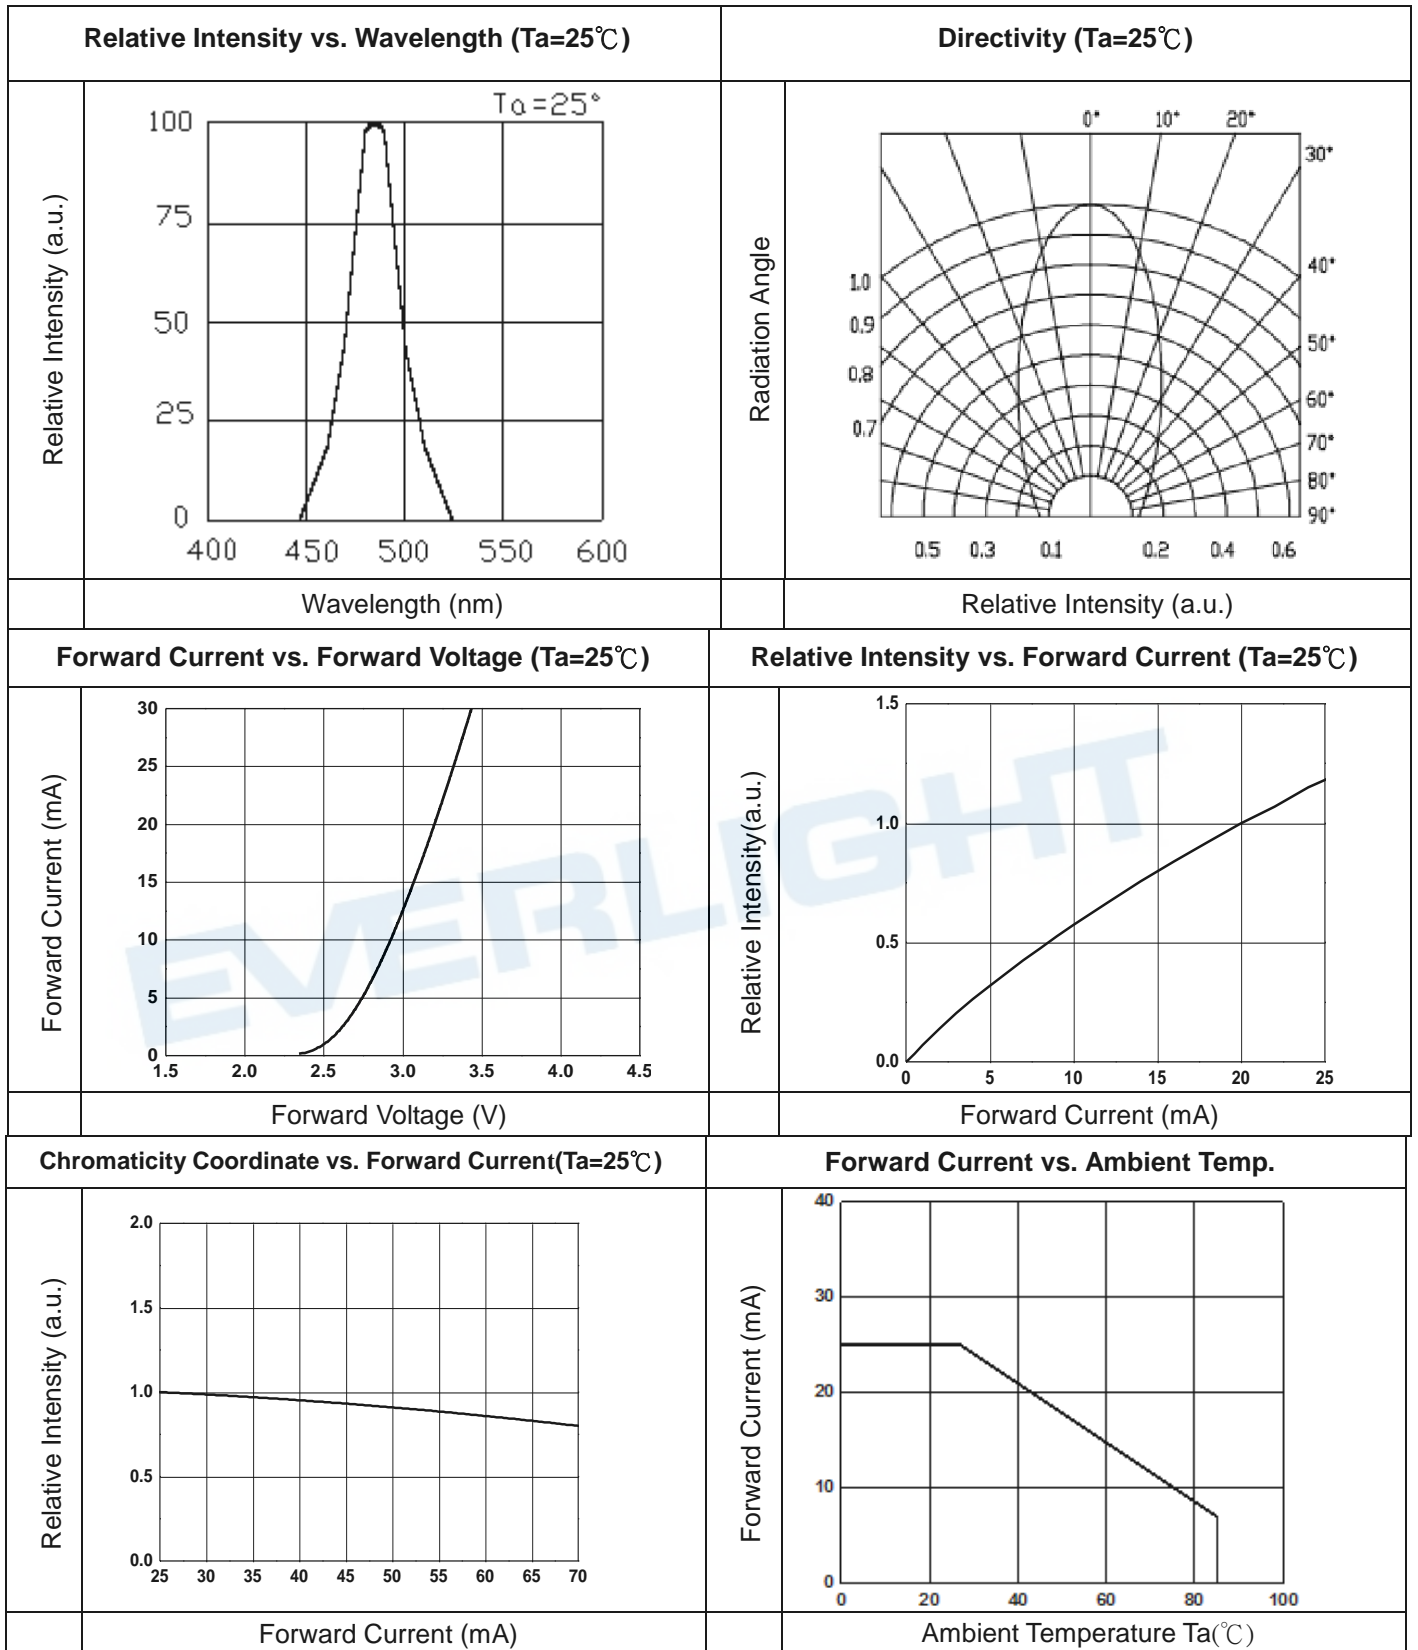 Relative Intensity vs. Wavelength (Ta=25℃)
Directivity (Ta=25℃)
Relative Intensity (a.u.)
Ta=25°
100
75
50
25
0
400 450 500 550 600
Wavelength (nm)
Radiation Angle
0° 10° 20°
30°
40°
50°
60°
70°
80°
90°
1.0
0.9
0.8
0.7
0.5 0.3 0.1 0.2 0.4 0.6
Relative Intensity (a.u.)
Forward Current vs. Forward Voltage (Ta=25℃)
Relative Intensity vs. Forward Current (Ta=25℃)
Forward Current (mA)
30
25
20
15
10
5
0
1.5 2.0 2.5 3.0 3.5 4.0 4.5
Forward Voltage (V)
Relative Intensity(a.u.)
1.5
1.0
0.5
0.0
0 5 10 15 20 25
Forward Current (mA)
EVERLIGHT
Chromaticity Coordinate vs. Forward Current(Ta=25℃)
Forward Current vs. Ambient Temp.
Relative Intensity (a.u.)
2.0
1.5
1.0
0.5
0.0
25 30 35 40 45 50 55 60 65 70
Forward Current (mA)
Forward Current (mA)
40
30
20
10
0
0 20 40 60 80 100
Ambient Temperature Ta(℃)